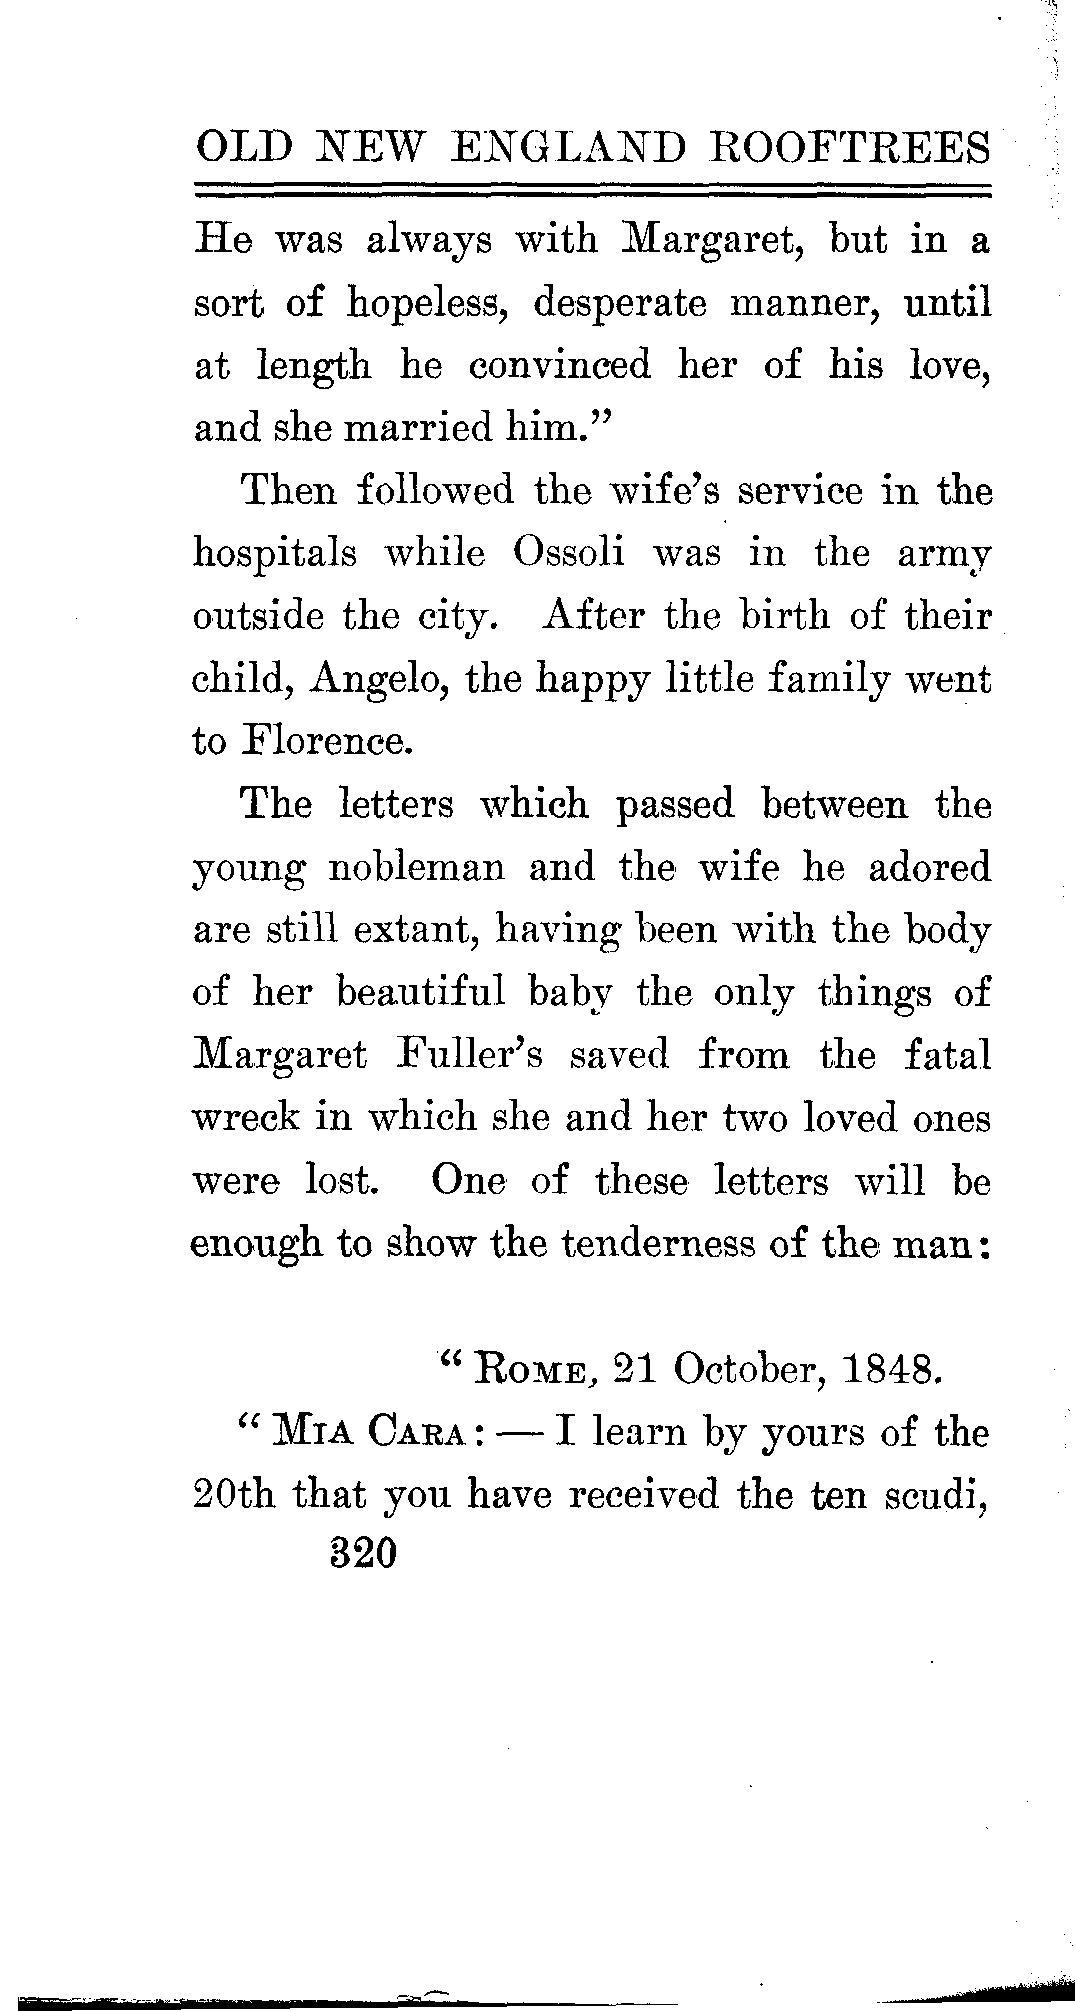 OLD NEW ENGLAND ROOFTREES
He was always with Margaret, but in a
sort of hopeless, desperate manner, until
at length he convinced her of his love,
and she married him.”
Then followed the wife’s service in the
hospitals while Ossoli was in the army
outside the city. After the birth of their
child, Angelo, the happy little family went
to Florence.
The letters which passed between the
young nobleman and the wife he adored
are still extant, having been with the body
of her beautiful baby the only things of
Margaret Fuller’s saved from the fatal
wreck in which she and her two loved ones
were lost. One of these letters will be
enough to show the tenderness of the man:
“ ROME, 21 October, 1848.
“ MIA CARA: — I learn by yours of the
20th that you have received the ten scudi,
320